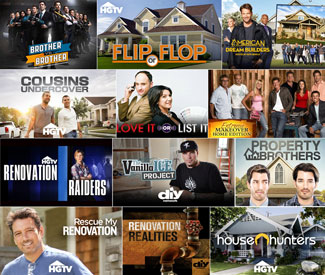 BROTHER
vs
BROTHER
HGTV
FLIP OR FLOP
AMERICAN
DREAM BUILDERS
COUSINS
UNDERCOVER
HGTV
LOVE IT OR LIST IT
Extreme
MAKEOVER
HOME EDITION
PROPERTY
BROTHERS
HGTV
RENOVATION
RAIDERS
The Vanilla ICE
PROJECT
diy
network
Rescue My
RENOVATION
HGTV
RENOVATION
REALITIES
diy
house hunters
HGTV